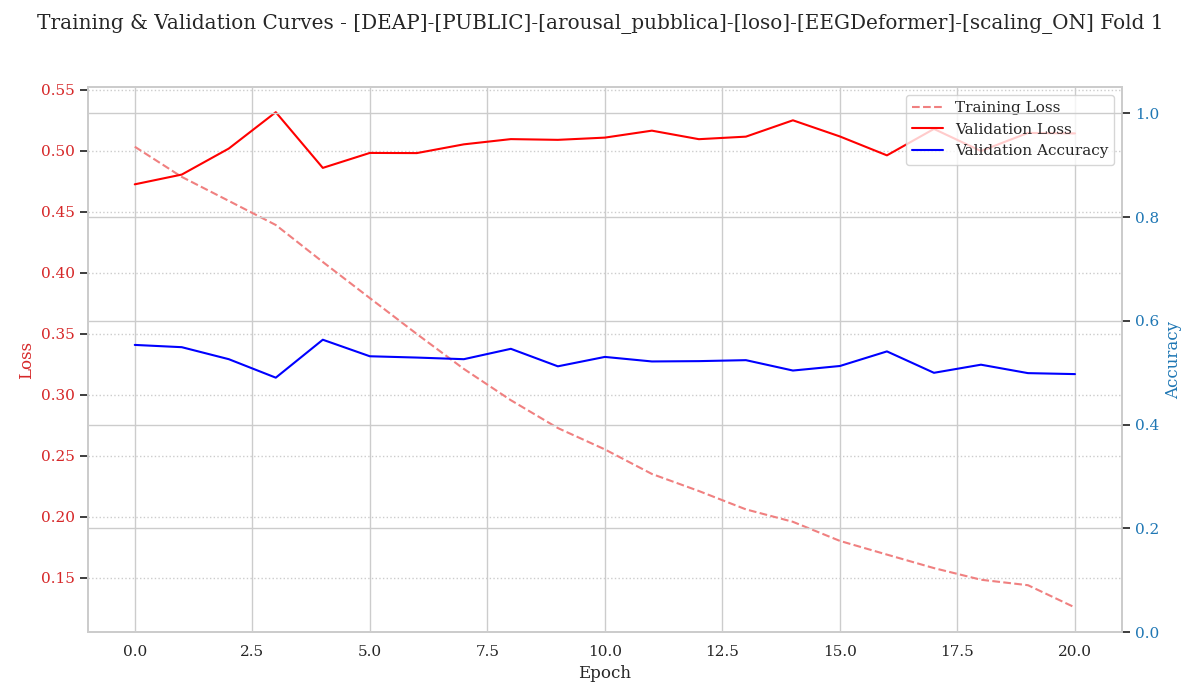 Training & Validation Curves - [DEAP]-[PUBLIC]-[arousal_pubblica]-[loso]-[EEGDeformer]-[scaling_ON] Fold 1
Training Loss
Validation Loss
Validation Accuracy
Loss
0.55
0.50
0.45
0.40
0.35
0.30
0.25
0.20
0.15
Accuracy
1.0
0.8
0.6
0.4
0.2
0.0
0.0 2.5 5.0 7.5 10.0 12.5 15.0 17.5 20.0
Epoch